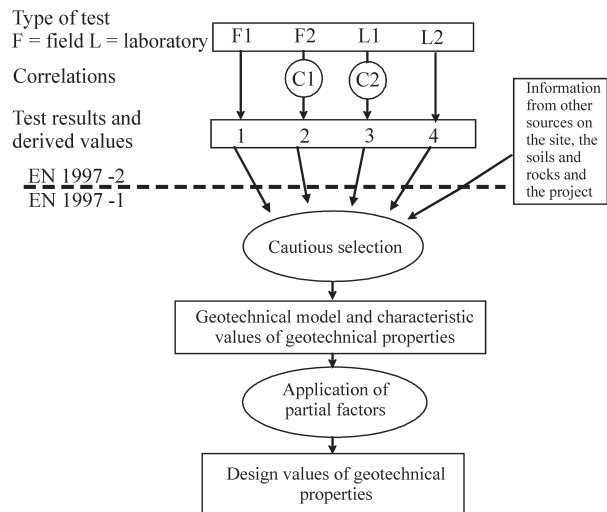 Type of test
F = field L = laboratory
F1 F2 L1 L2
Correlations
C1 C2
Test results and
derived values
1 2 3 4
Information
from other
sources on
the site, the
soils and
rocks and
the project
EN 1997 -2
EN 1997 -1
Cautious selection
Geotechnical model and characteristic
values of geotechnical properties
Application of
partial factors
Design values of geotechnical
properties